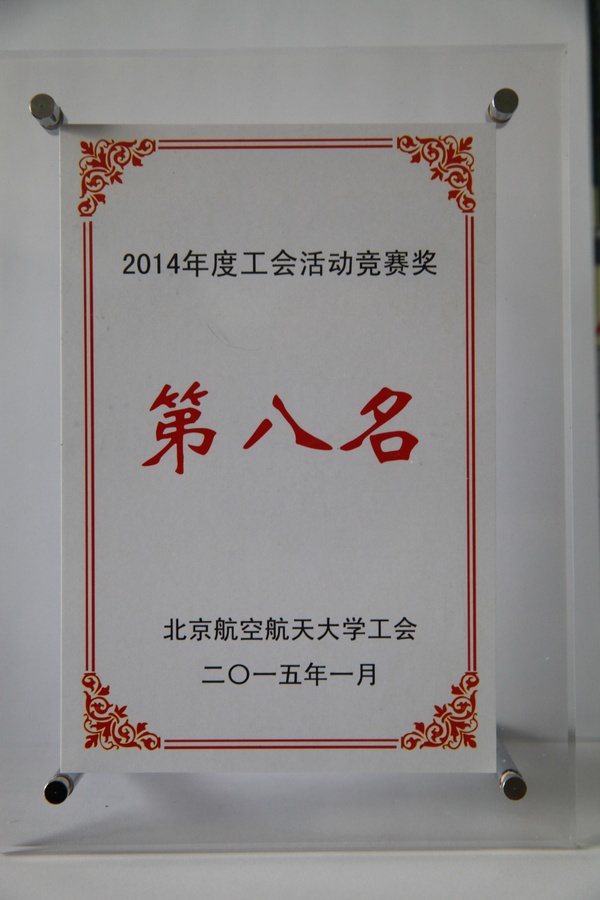 2014年度工会活动竞赛奖
第八名
北京航空航天大学工会
二〇一五年一月